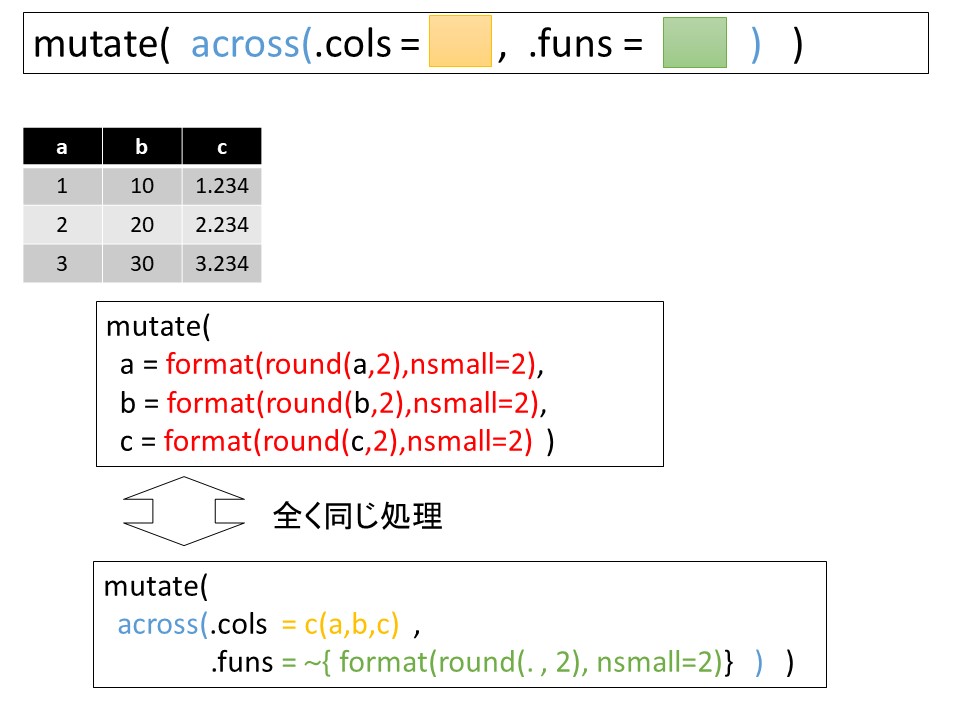 mutate( across(.cols = , .funs = ) )
a b c
1 10 1.234
2 20 2.234
3 30 3.234
mutate(
a = format(round(a,2),nsmall=2),
b = format(round(b,2),nsmall=2),
c = format(round(c,2),nsmall=2) )
全く同じ処理
mutate(
across(.cols = c(a,b,c) ,
.funs = ~{ format(round(. , 2), nsmall=2)} ) )